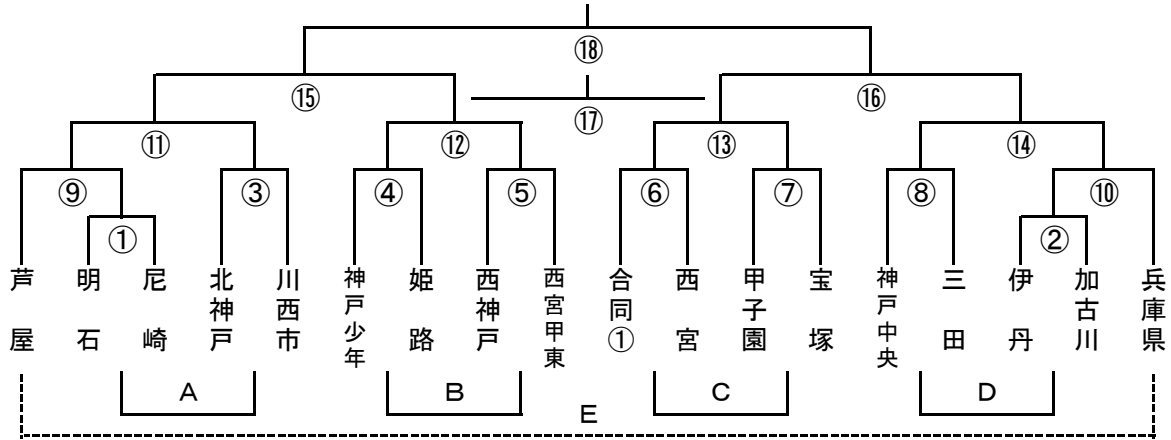 ⑱
⑮ ⑰ ⑯
⑪ ⑫ ⑬ ⑭
⑨ ③ ④ ⑤ ⑥ ⑦ ⑧ ⑩
① ②
芦屋
明石
尼崎
北神戸
川西市
神戸少年
姫路
西神戸
西宮甲東
合同①
西宮
甲子園
宝塚
神戸中央
三田
伊丹
加古川
兵庫県
A B C D
E